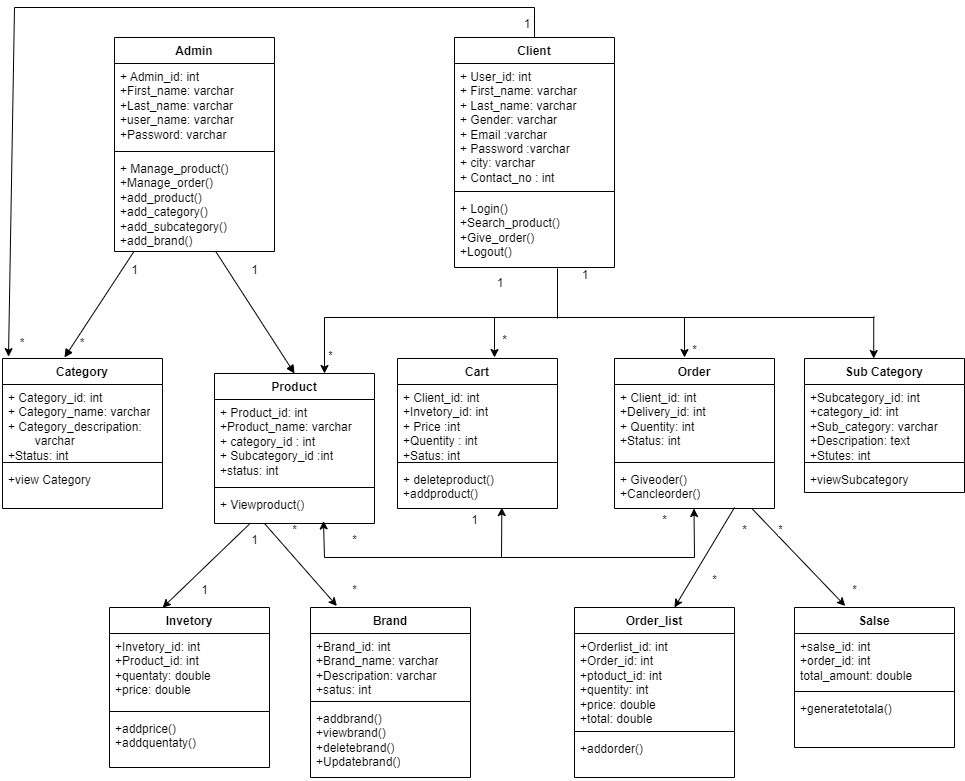 1
Admin
+ Admin_id: int
+First_name: varchar
+Last_name: varchar
+user_name: varchar
+Password: varchar
+ Manage_product()
+Manage_order()
+add_product()
+add_category()
+add_subcategory()
+add_brand()
Client
+ User_id: int
+ First_name: varchar
+ Last_name: varchar
+ Gender: varchar
+ Email :varchar
+ Password :varchar
+ city: varchar
+ Contact_no : int
+ Login()
+Search_product()
+Give_order()
+Logout()
1
1
1
1
*
*
*
*
*
Category
+ Category_id: int
+ Category_name: varchar
+ Category_descripation:
varchar
+Status: int
+view Category
Product
+ Product_id: int
+Product_name: varchar
+ category_id : int
+ Subcategory_id :int
+status: int
+ Viewproduct()
Cart
+ Client_id: int
+Invetory_id: int
+ Price :int
+Quentity : int
+Satus: int
+ deleteproduct()
+addproduct()
Order
+ Client_id: int
+Delivery_id: int
+ Quentity: int
+Status: int
+ Giveoder()
+Cancleorder()
Sub Category
+Subcategory_id: int
+category_id: int
+Sub_category: varchar
+Descripation: text
+Stutes: int
+viewSubcategory
1
*
*
1
*
*
*
1
*
*
*
Invetory
+Invetory_id: int
+Product_id: int
+quentaty: double
+price: double
+addprice()
+addquentaty()
Brand
+Brand_id: int
+Brand_name: varchar
+Descripation: varchar
+satus: int
+addbrand()
+viewbrand()
+deletebrand()
+Updatebrand()
Order_list
+Orderlist_id: int
+Order_id: int
+ptoduct_id: int
+quentity: int
+price: double
+total: double
+addorder()
Salse
+salse_id: int
+order_id: int
total_amount: double
+generatetotala()